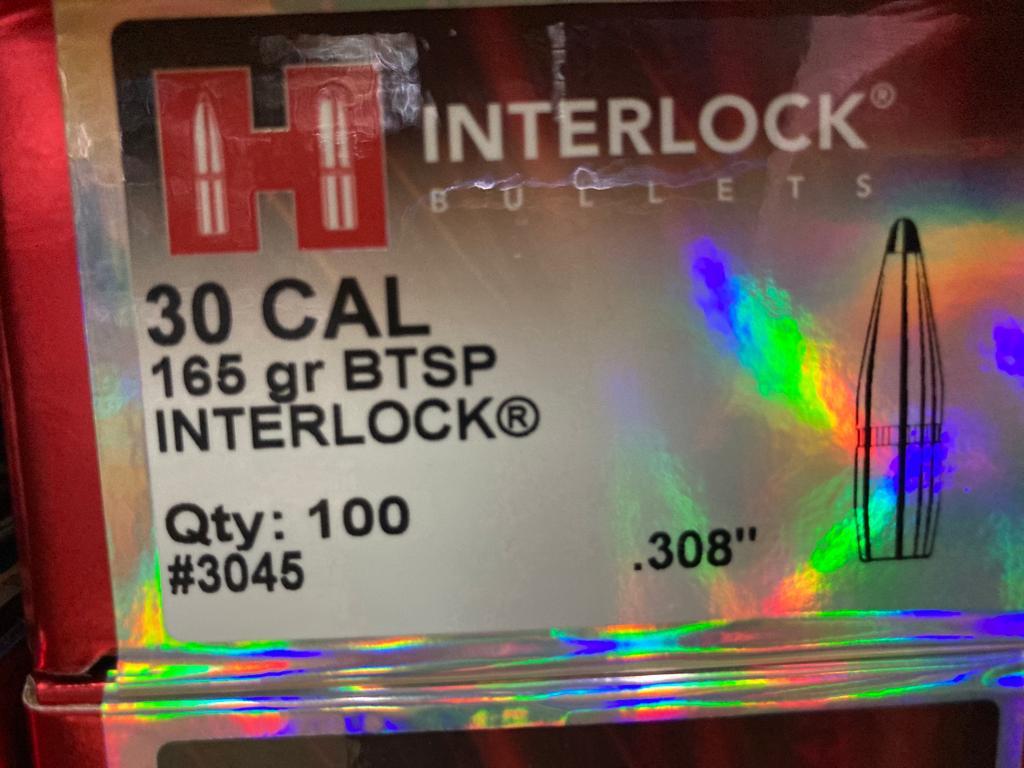 H
INTERLOCK®
BULLETS
30 CAL
165 gr BTSP
INTERLOCK®
Qty: 100
#3045
.308"